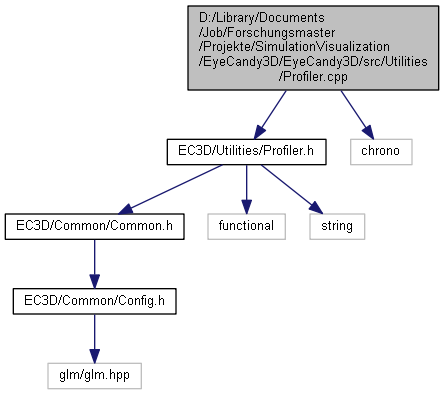 D:/Library/Documents
/Job/Forschungsmaster
/Projekte/SimulationVisualization
/EyeCandy3D/EyeCandy3D/src/Utilities
/Profiler.cpp
EC3D/Utilities/Profiler.h
chrono
EC3D/Common/Common.h
functional
string
EC3D/Common/Config.h
glm/glm.hpp